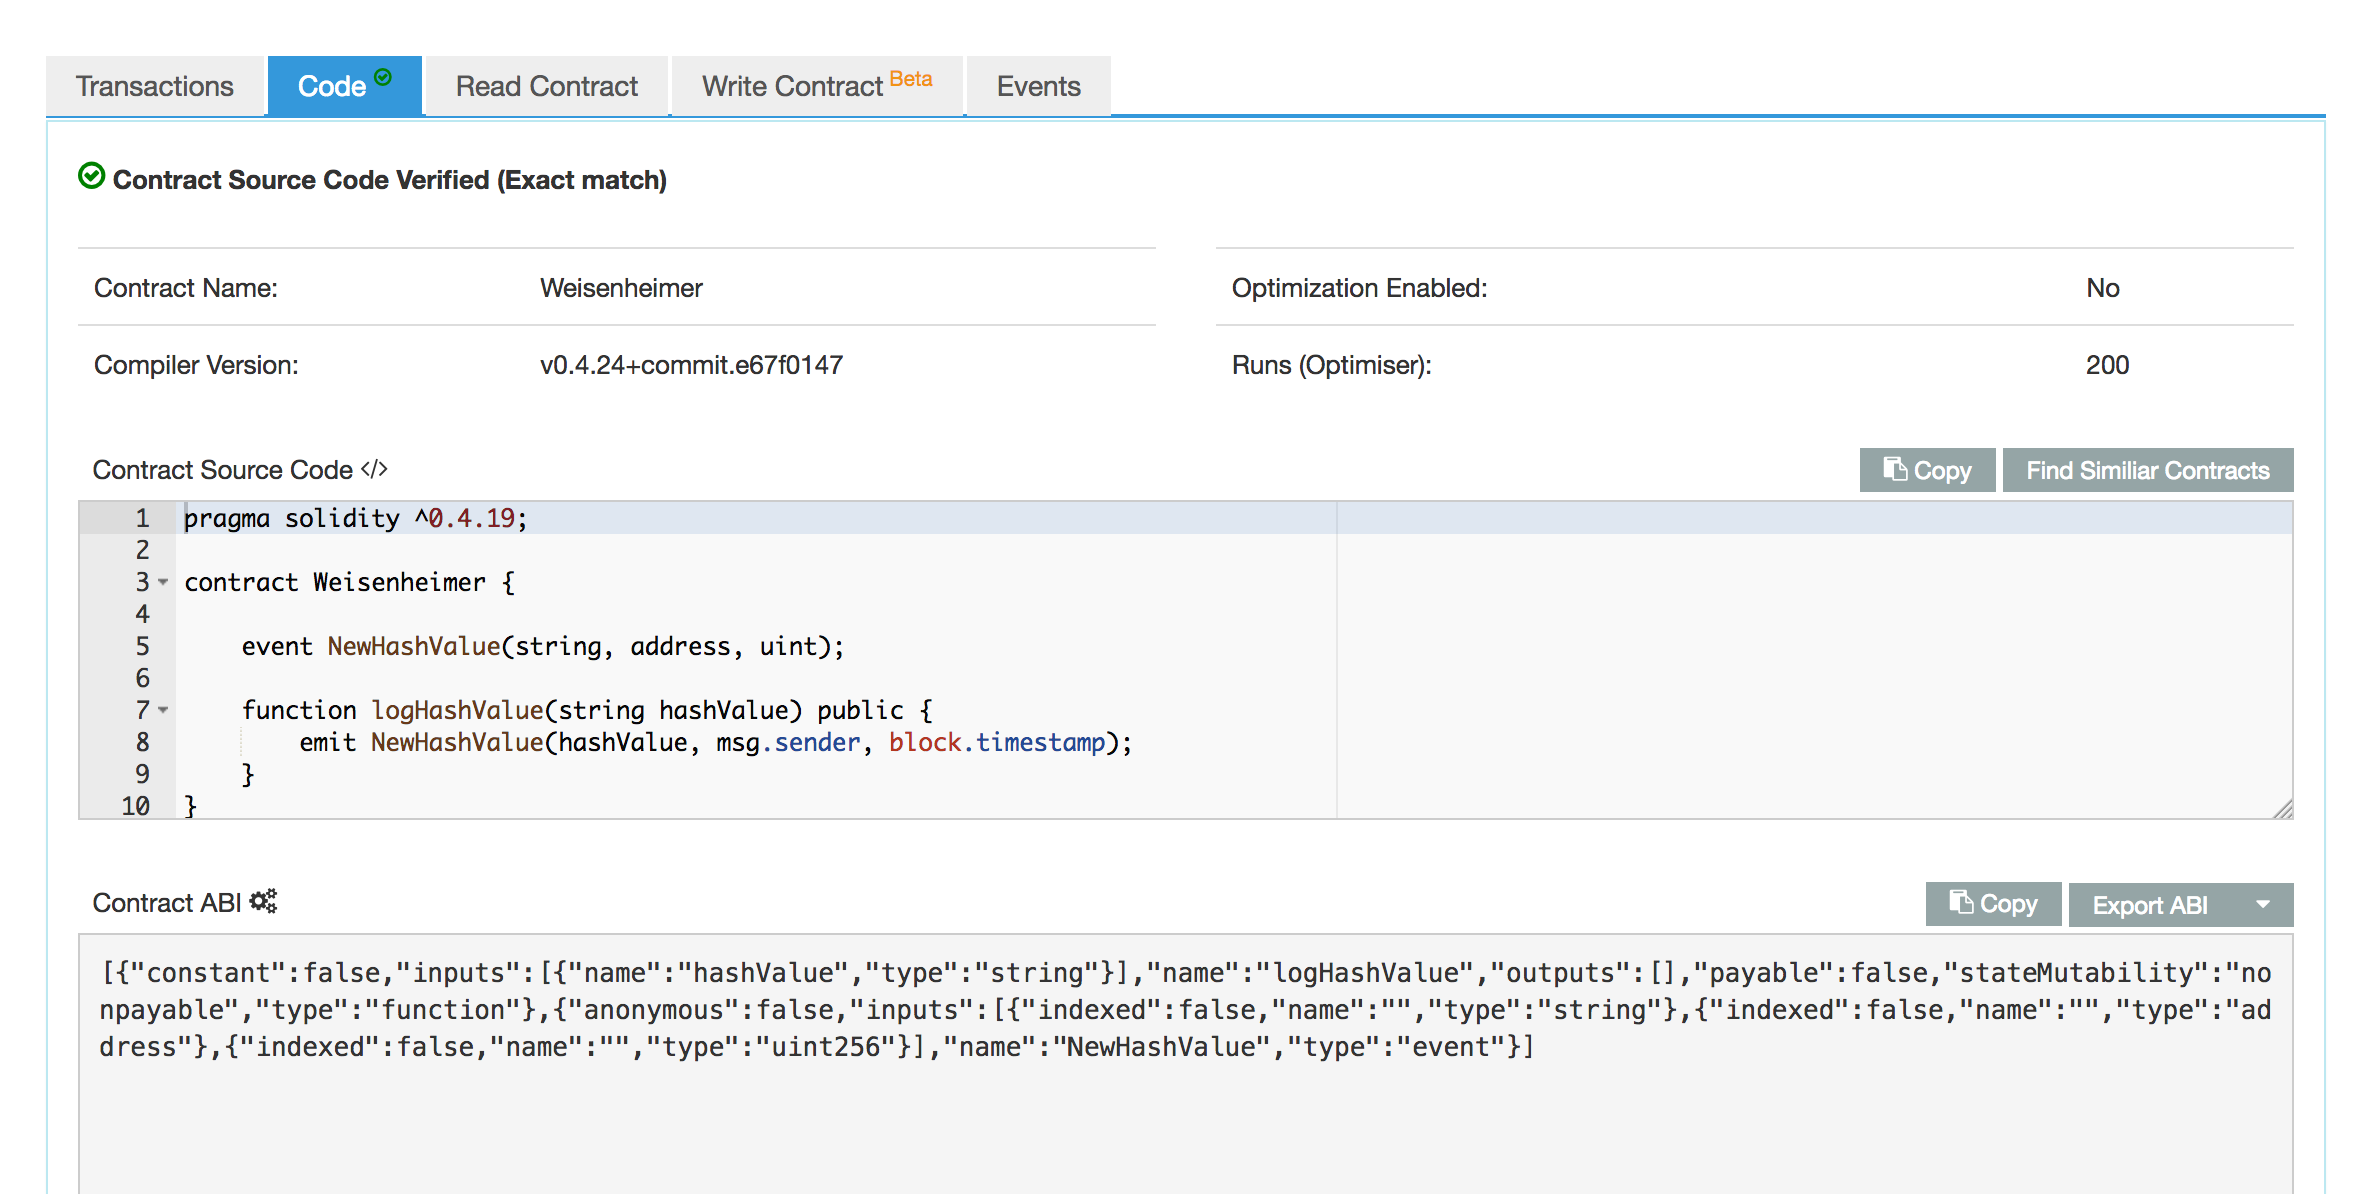 Transactions Code Read Contract Write Contract Beta Events
Contract Source Code Verified (Exact match)
Contract Name: Weisenheimer Optimization Enabled: No
Compiler Version: v0.4.24+commit.e67f0147 Runs (Optimiser): 200
Contract Source Code </> Copy Find Similiar Contracts
1 pragma solidity ^0.4.19;
2
3 contract Weisenheimer {
4
5     event NewHashValue(string, address, uint);
6
7     function logHashValue(string hashValue) public {
8         emit NewHashValue(hashValue, msg.sender, block.timestamp);
9     }
10 }
Contract ABI Copy Export ABI
[{"constant":false,"inputs":[{"name":"hashValue","type":"string"}],"name":"logHashValue","outputs":[],"payable":false,"stateMutability":"no
npayable","type":"function"},{"anonymous":false,"inputs":[{"indexed":false,"name":"","type":"string"},{"indexed":false,"name":"","type":"ad
dress"},{"indexed":false,"name":"","type":"uint256"}],"name":"NewHashValue","type":"event"}]